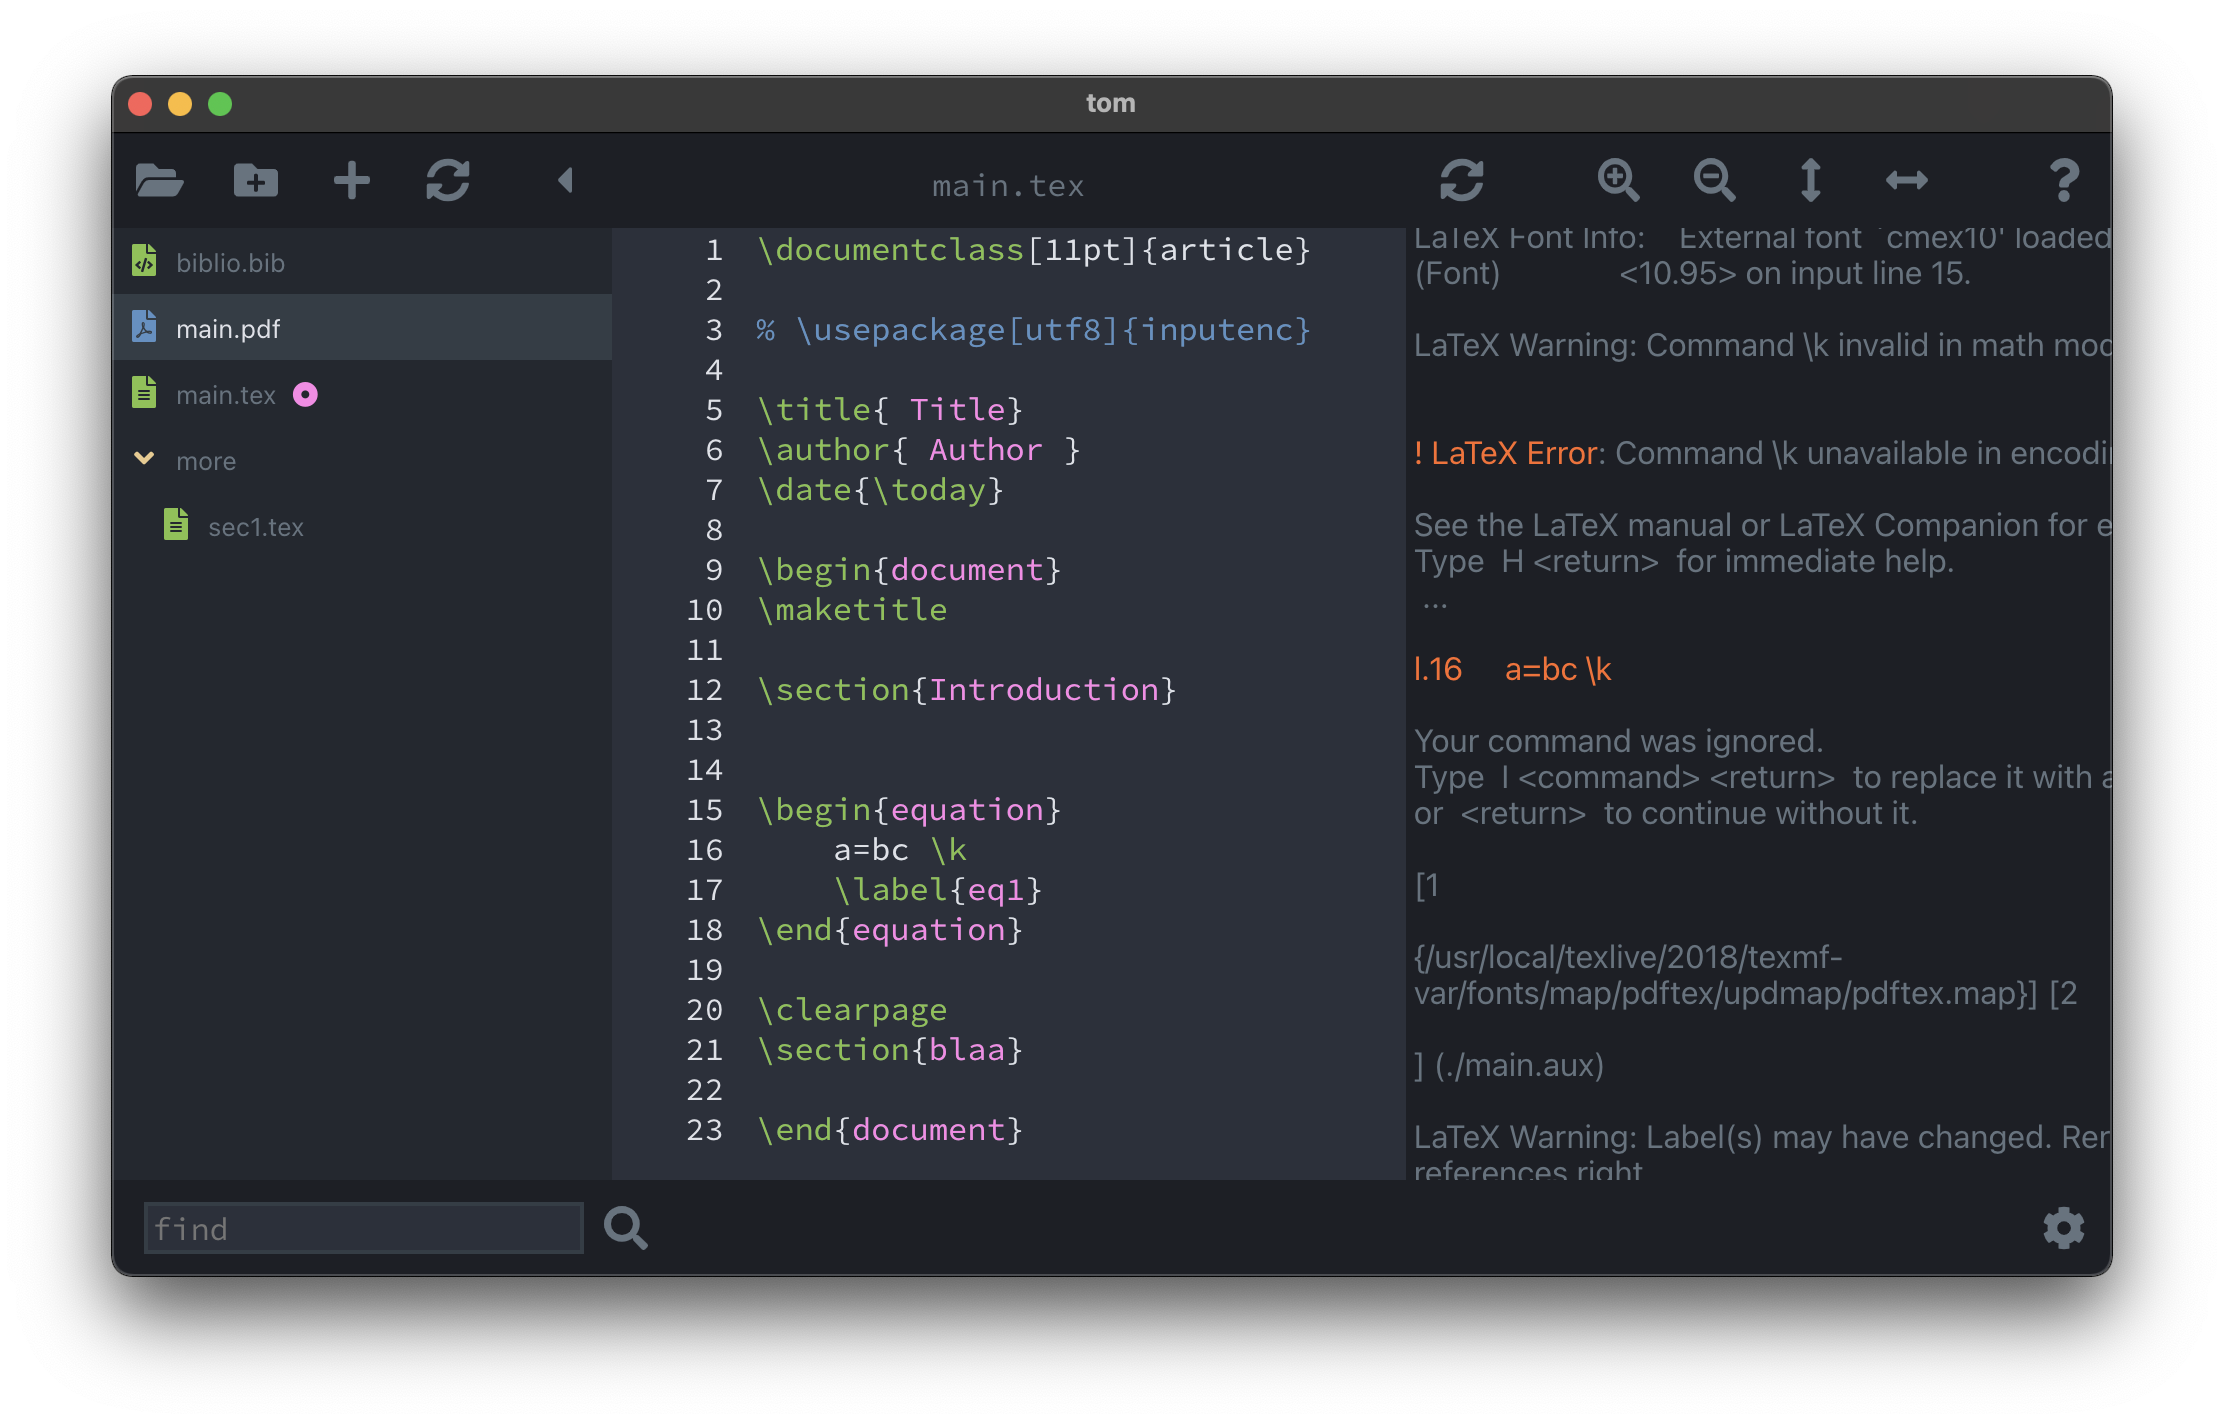 tom
main.tex
biblio.bib
main.pdf
main.tex
more
sec1.tex
1 \documentclass[11pt]{article}
2
3 % \usepackage[utf8]{inputenc}
4
5 \title{ Title}
6 \author{ Author }
7 \date{\today}
8
9 \begin{document}
10 \maketitle
11
12 \section{Introduction}
13
14
15 \begin{equation}
16 a=bc \k
17 \label{eq1}
18 \end{equation}
19
20 \clearpage
21 \section{blaa}
22
23 \end{document}
LaTeX Font Info: External font `cmex10' loaded
(Font) <10.95> on input line 15.
LaTeX Warning: Command \k invalid in math mod
! LaTeX Error: Command \k unavailable in encodi
See the LaTeX manual or LaTeX Companion for e
Type H <return> for immediate help.
...
l.16 a=bc \k
Your command was ignored.
Type I <command> <return> to replace it with a
or <return> to continue without it.
[1
{/usr/local/texlive/2018/texmf-
var/fonts/map/pdftex/updmap/pdftex.map}] [2
] (./main.aux)
LaTeX Warning: Label(s) may have changed. Rer
references right
find